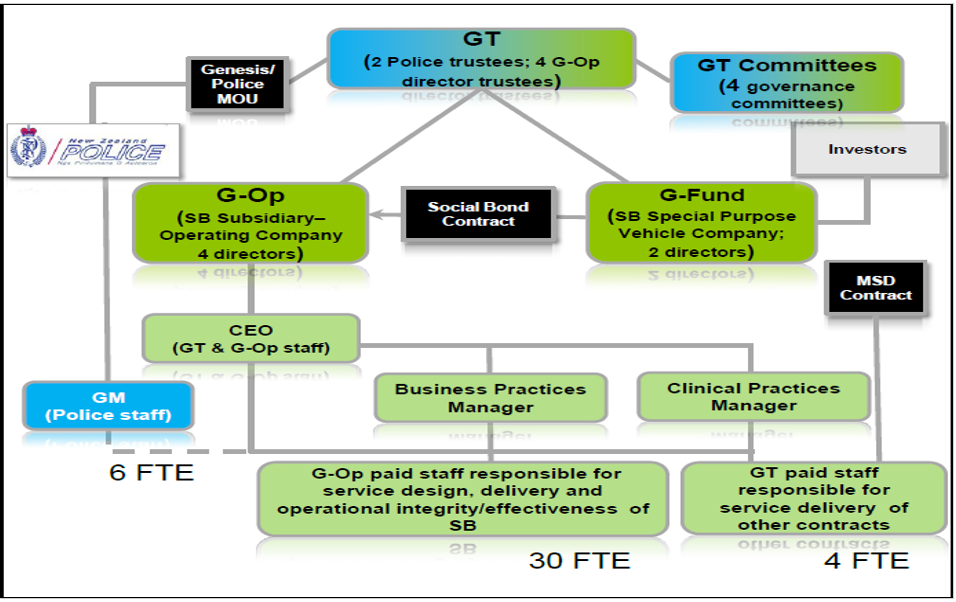 GT
(2 Police trustees; 4 G-Op
director trustees)
Genesis/
Police
MOU
GT Committees
(4 governance
committees)
New Zealand
POLICE
Investors
G-Op
(SB Subsidiary–
Operating Company
4 directors)
Social Bond
Contract
G-Fund
(SB Special Purpose
Vehicle Company;
2 directors)
MSD
Contract
CEO
(GT & G-Op staff)
GM
(Police staff)
Business Practices
Manager
Clinical Practices
Manager
6 FTE
G-Op paid staff responsible for
service design, delivery and
operational integrity/effectiveness of
SB
GT paid staff
responsible for
service delivery of
other contracts
30 FTE
4 FTE